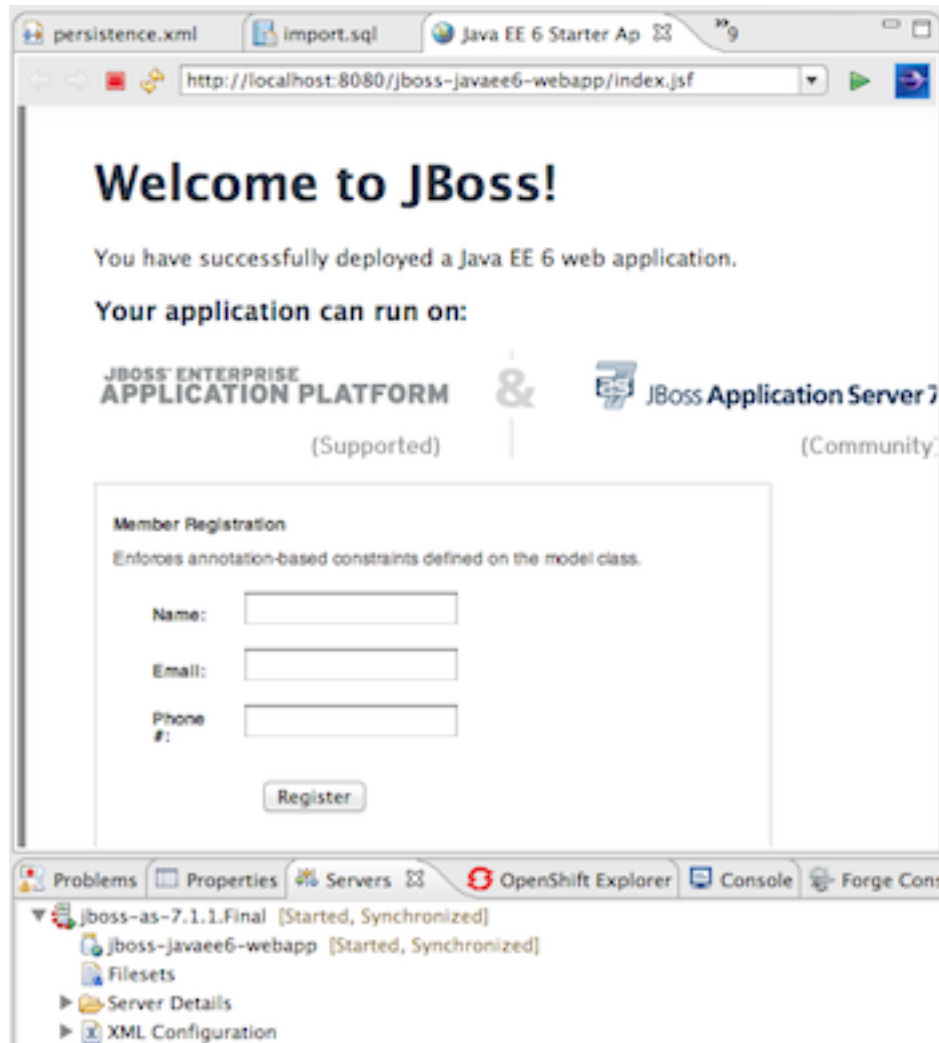 persistence.xml import.sql Java EE 6 Starter Ap »9
http://localhost:8080/jboss-javaee6-webapp/index.jsf
Welcome to JBoss!
You have successfully deployed a Java EE 6 web application.
Your application can run on:
JBOSS' ENTERPRISE
APPLICATION PLATFORM & as JBoss Application Server 7
(Supported) (Community)
Member Registration
Enforces annotation-based constraints defined on the model class.
Name:
Email:
Phone
#:
Register
Problems Properties Servers OpenShift Explorer Console Forge Cons
jboss-as-7.1.1.Final [Started, Synchronized]
jboss-javaee6-webapp [Started, Synchronized]
Filesets
Server Details
XML Configuration